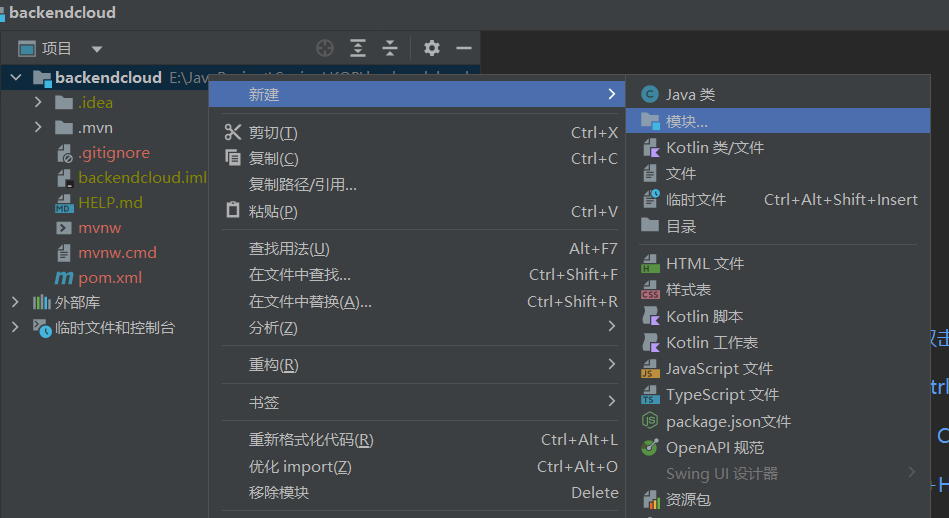 backendcloud
项目
backendcloud
.idea
.mvn
.gitignore
backendcloud.iml
HELP.md
mvnw
mvnw.cmd
pom.xml
外部库
临时文件和控制台
新建
剪切(T) Ctrl+X
复制(C) Ctrl+C
复制路径/引用...
粘贴(P) Ctrl+V
查找用法(U) Alt+F7
在文件中查找... Ctrl+Shift+F
在文件中替换(A)... Ctrl+Shift+R
分析(Z)
重构(R)
书签
重新格式化代码(R) Ctrl+Alt+L
优化 import(Z) Ctrl+Alt+O
移除模块 Delete
Java 类
模块...
Kotlin 类/文件
文件
临时文件 Ctrl+Alt+Shift+Insert
目录
HTML 文件
样式表
Kotlin 脚本
Kotlin 工作表
JavaScript 文件
TypeScript 文件
package.json文件
OpenAPI 规范
Swing UI 设计器
资源包